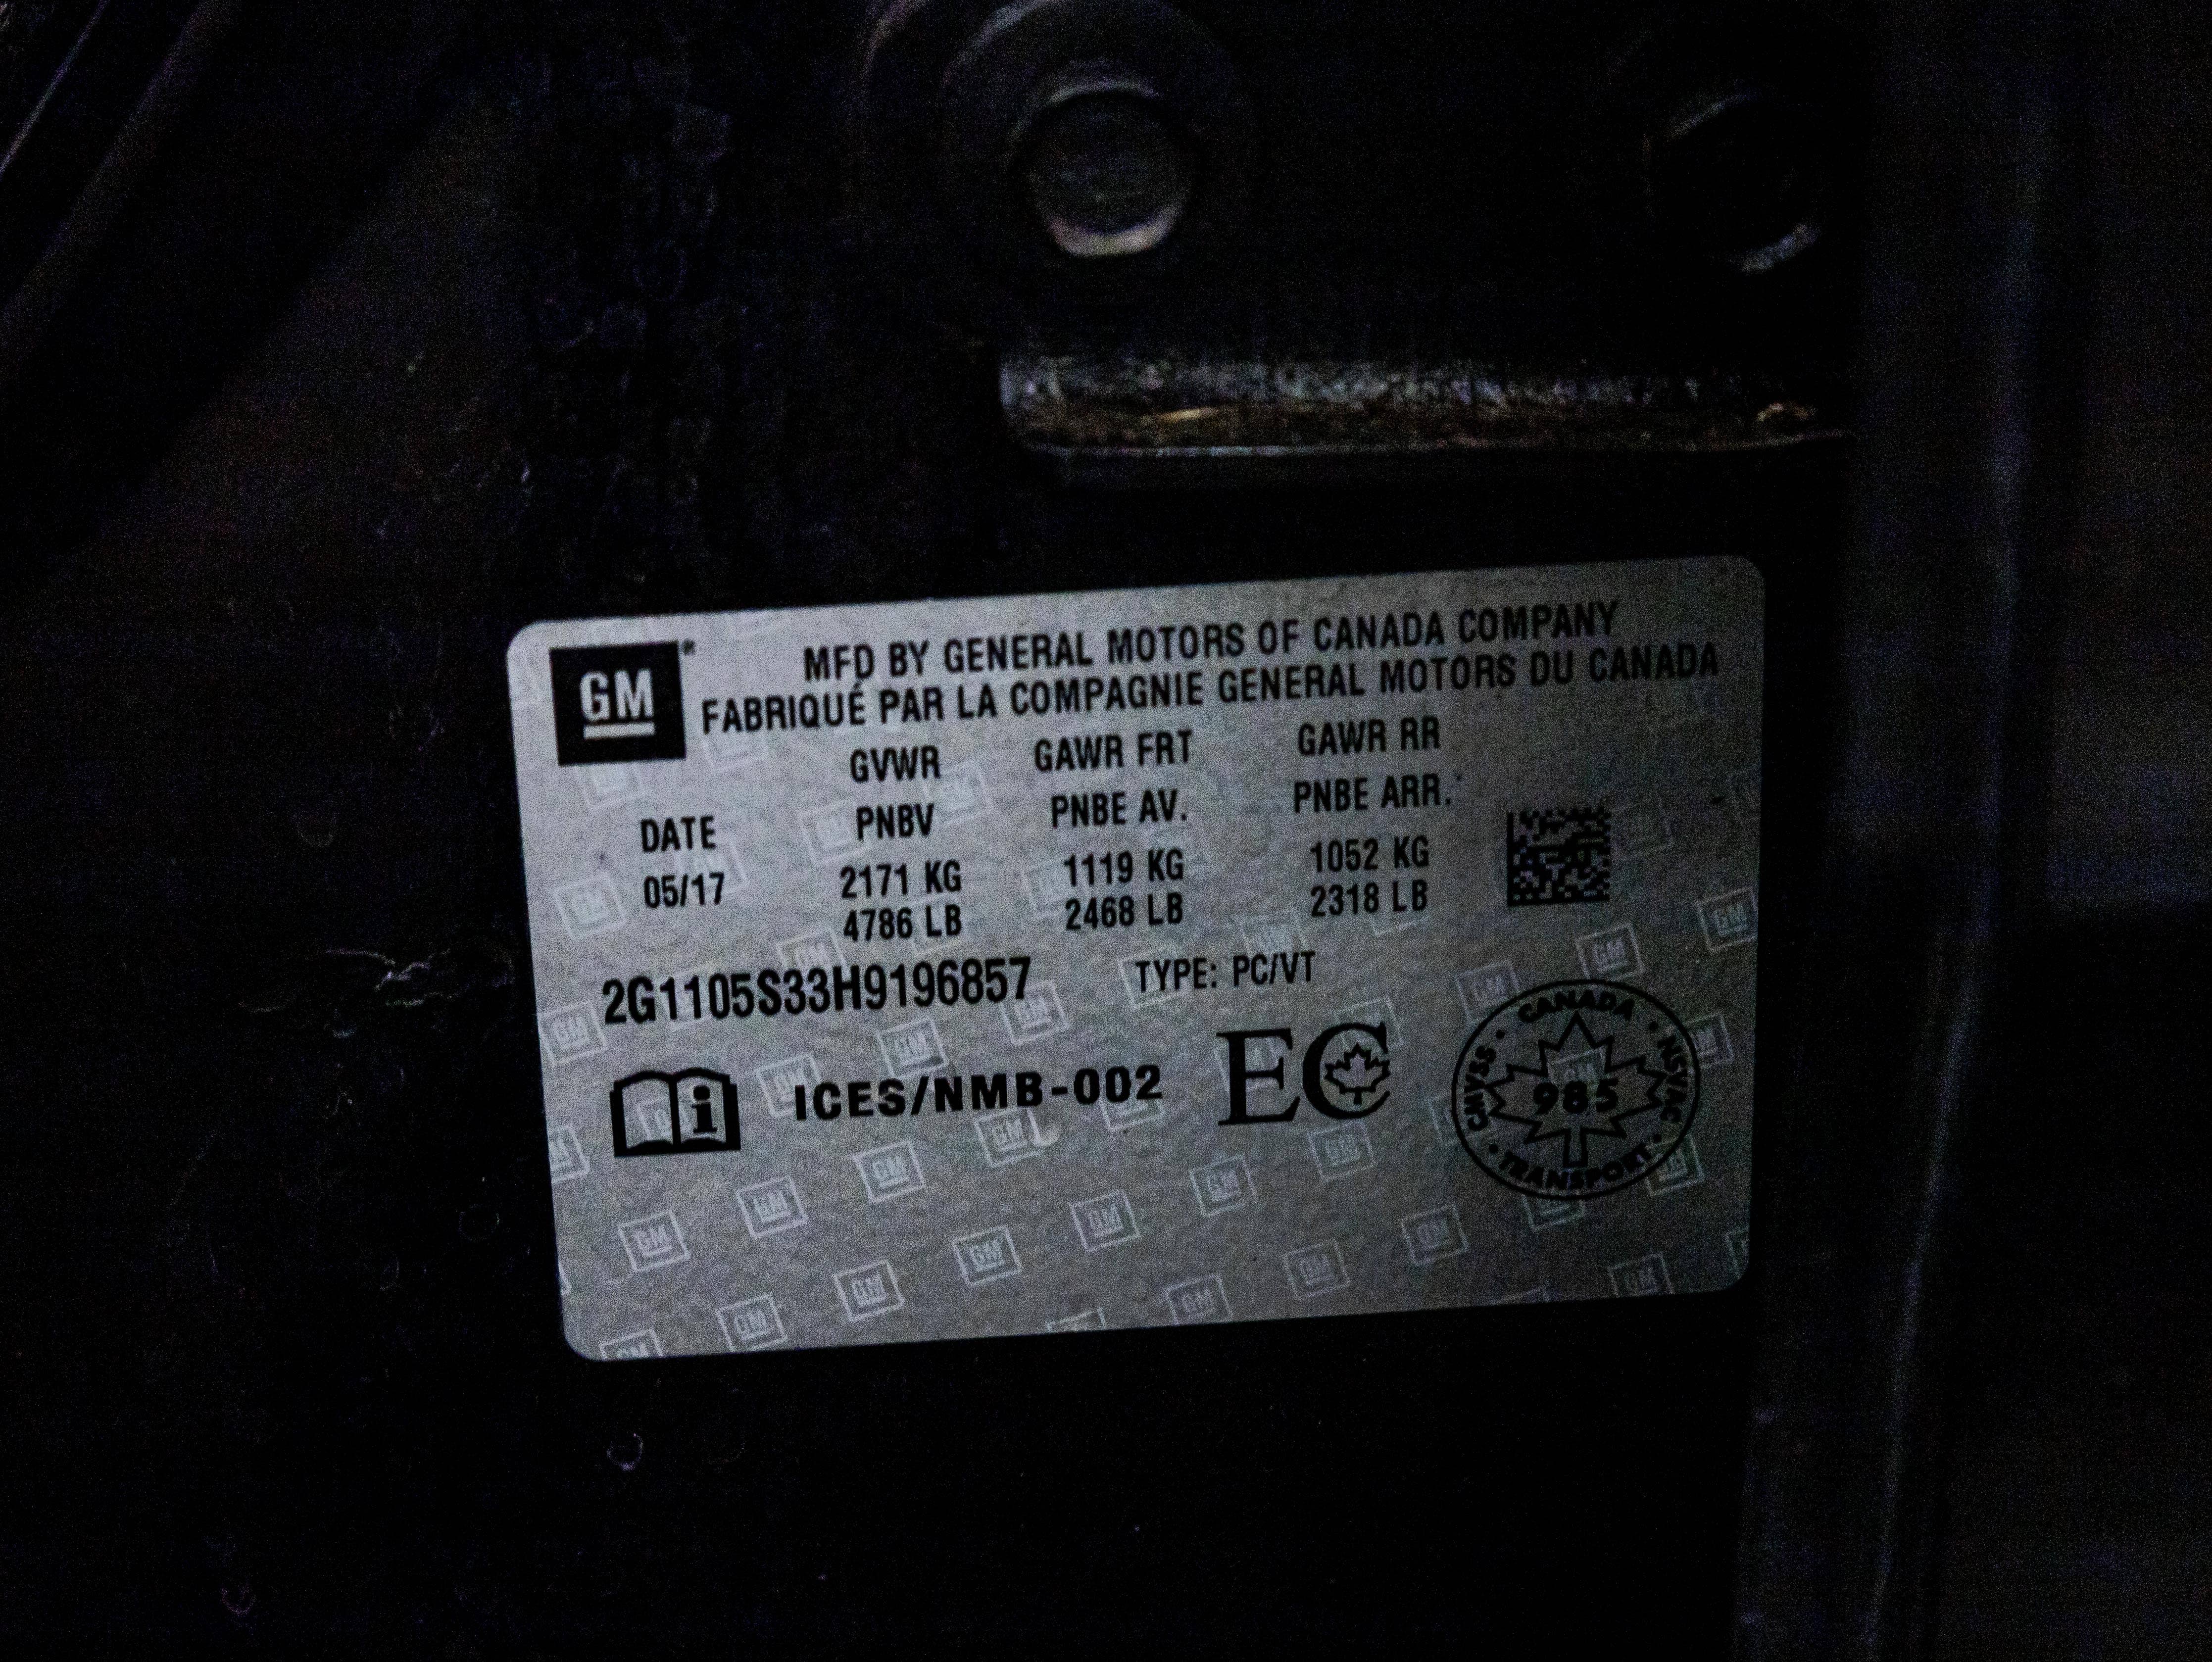 GM
MFD BY GENERAL MOTORS OF CANADA COMPANY
FABRIQUÉ PAR LA COMPAGNIE GENERAL MOTORS DU CANADA
GVWR GAWR FRT GAWR RR
DATE PNBV PNBE AV. PNBE ARR.
05/17 2171 KG 1119 KG 1052 KG
4786 LB 2468 LB 2318 LB
2G1105S33H9196857 TYPE: PC/VT
i ICES/NMB-002 EC
CANADA
CMVSS 985 NSVAC
TRANSPORT